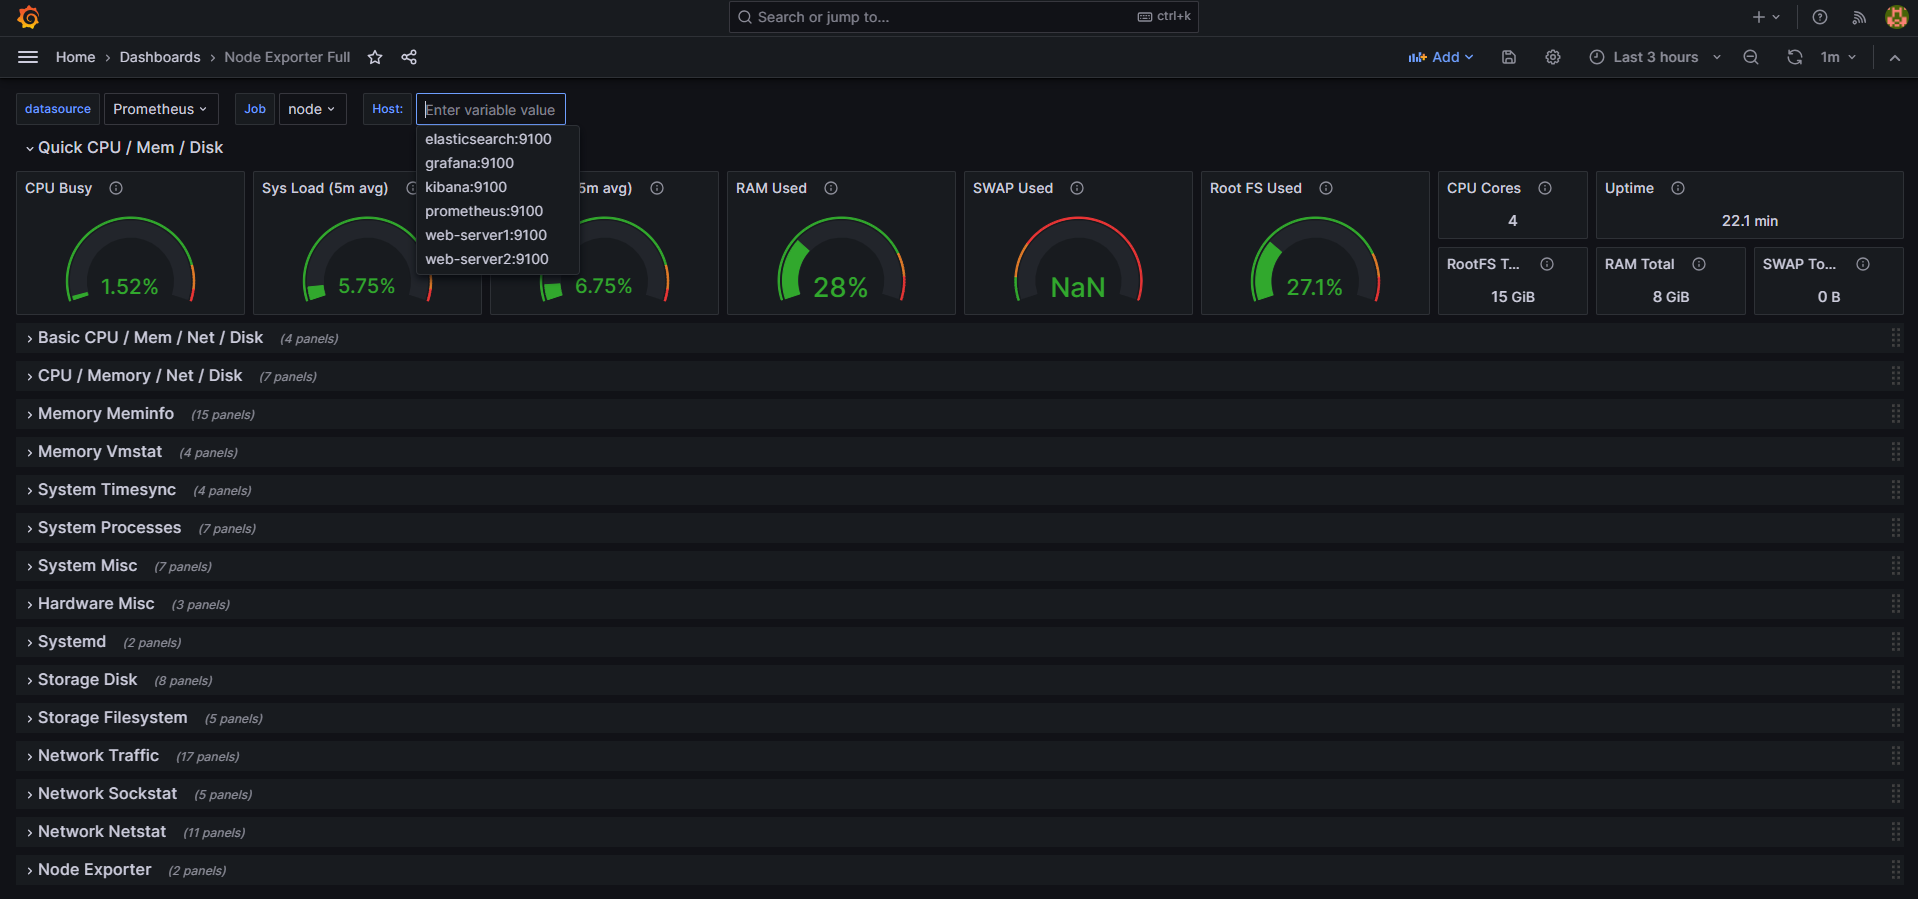 Search or jump to... ctrl+k
Home › Dashboards › Node Exporter Full
Add Last 3 hours 1m
datasource Prometheus Job node Host: Enter variable value
elasticsearch:9100
grafana:9100
kibana:9100
prometheus:9100
web-server1:9100
web-server2:9100
Quick CPU / Mem / Disk
CPU Busy
1.52%
Sys Load (5m avg)
5.75%
5m avg)
6.75%
RAM Used
28%
SWAP Used
NaN
Root FS Used
27.1%
CPU Cores
4
Uptime
22.1 min
RootFS T...
15 GiB
RAM Total
8 GiB
SWAP To...
0 B
Basic CPU / Mem / Net / Disk (4 panels)
CPU / Memory / Net / Disk (7 panels)
Memory Meminfo (15 panels)
Memory Vmstat (4 panels)
System Timesync (4 panels)
System Processes (7 panels)
System Misc (7 panels)
Hardware Misc (3 panels)
Systemd (2 panels)
Storage Disk (8 panels)
Storage Filesystem (5 panels)
Network Traffic (17 panels)
Network Sockstat (5 panels)
Network Netstat (11 panels)
Node Exporter (2 panels)